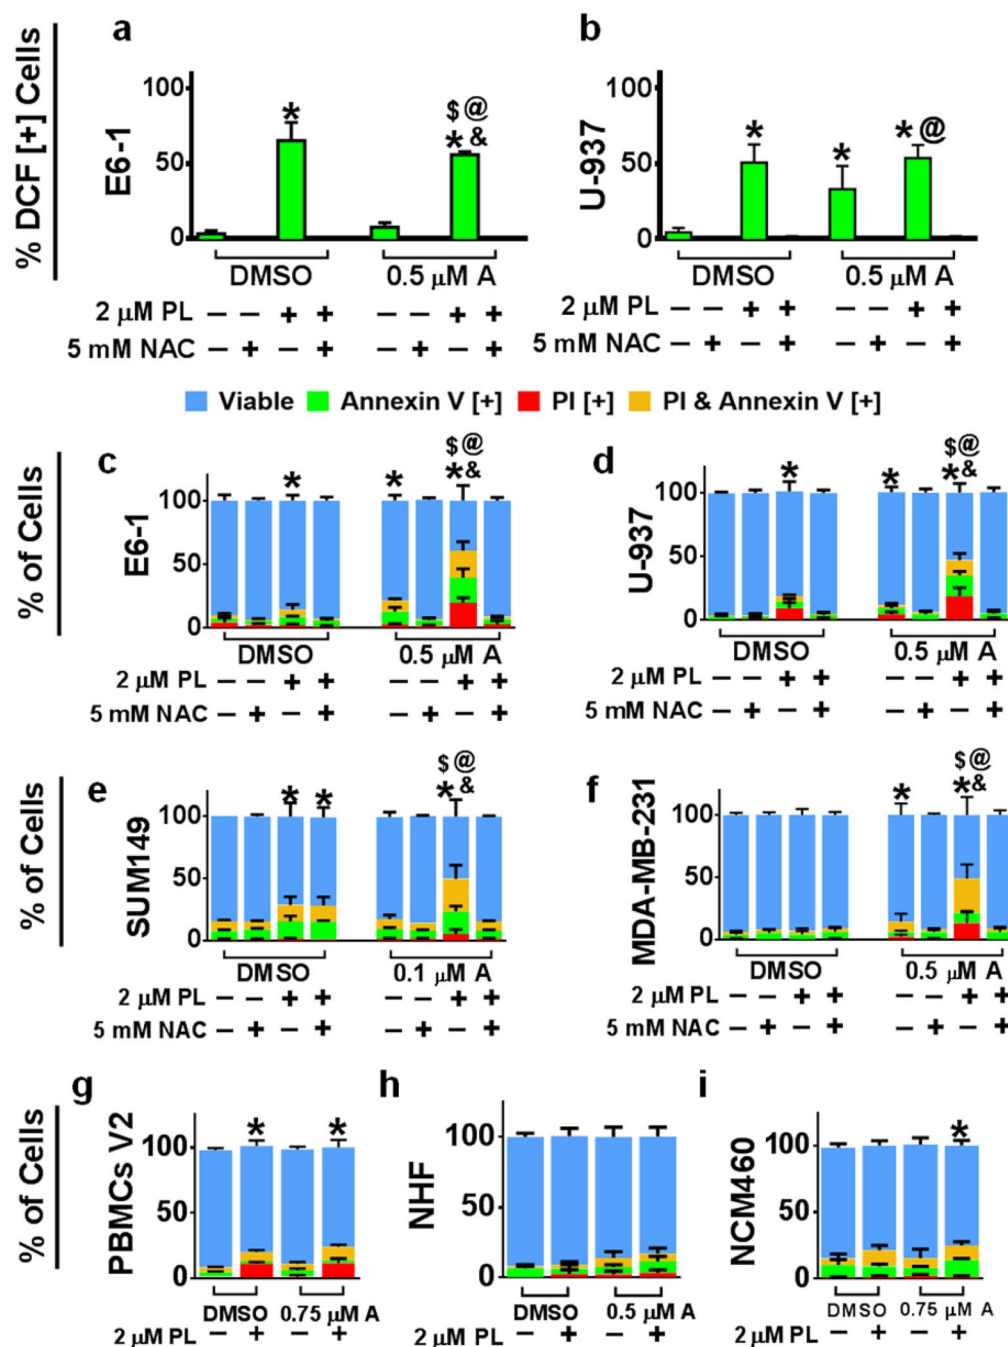 a
b
% DCF [+] Cells
E6-1
100
50
0
*
$ @
* &
DMSO
0.5 µM A
2 µM PL – – + + – – + +
5 mM NAC – + – + – + – +
U-937
100
50
0
*
*
* @
DMSO
0.5 µM A
2 µM PL – – + + – – + +
5 mM NAC – + – + – + – +
Viable Annexin V [+] PI [+] PI & Annexin V [+]
c
d
% of Cells
E6-1
100
50
0
*
*
$ @
* &
DMSO
0.5 µM A
2 µM PL – – + + – – + +
5 mM NAC – + – + – + – +
U-937
100
50
0
*
*
$ @
* &
DMSO
0.5 µM A
2 µM PL – – + + – – + +
5 mM NAC – + – + – + – +
e
f
% of Cells
SUM149
100
50
0
*
*
$ @
* &
DMSO
0.1 µM A
2 µM PL – – + + – – + +
5 mM NAC – + – + – + – +
MDA-MB-231
100
50
0
*
$ @
* &
DMSO
0.5 µM A
2 µM PL – – + + – – + +
5 mM NAC – + – + – + – +
g
h
i
% of Cells
PBMCs V2
100
50
0
*
*
DMSO
0.75 µM A
2 µM PL – + – +
NHF
100
50
0
DMSO
0.5 µM A
– + – +
NCM460
100
50
0
*
DMSO
0.75 µM A
2 µM PL – + – +